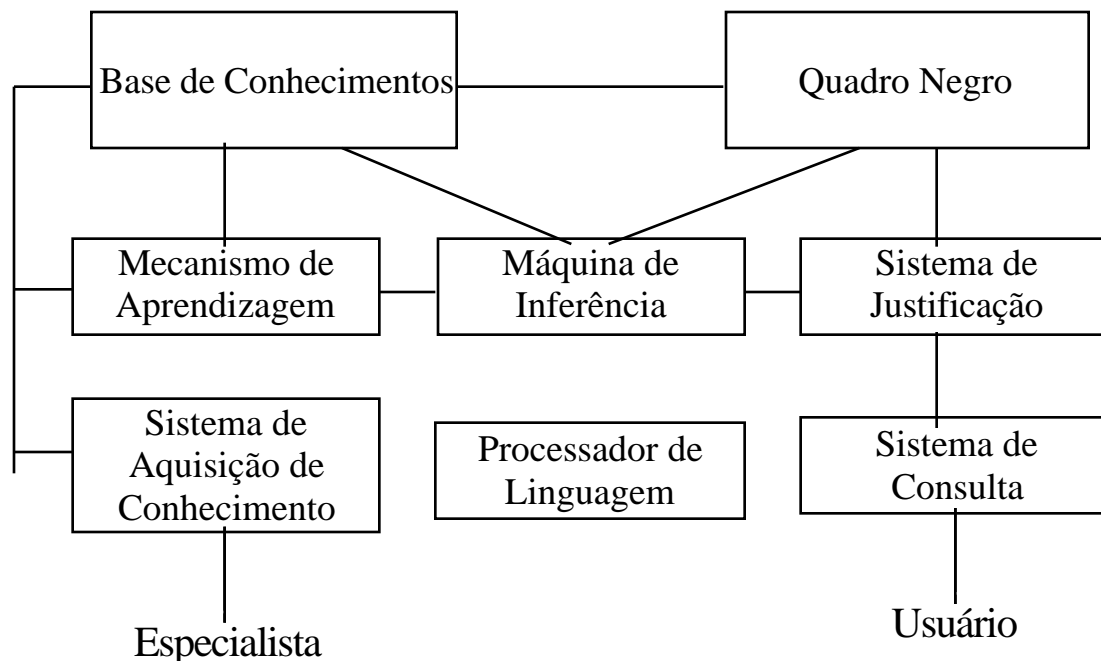 Base de Conhecimentos
Quadro Negro
Mecanismo de
Aprendizagem
Máquina de
Inferência
Sistema de
Justificação
Sistema de
Aquisição de
Conhecimento
Processador de
Linguagem
Sistema de
Consulta
Especialista
Usuário